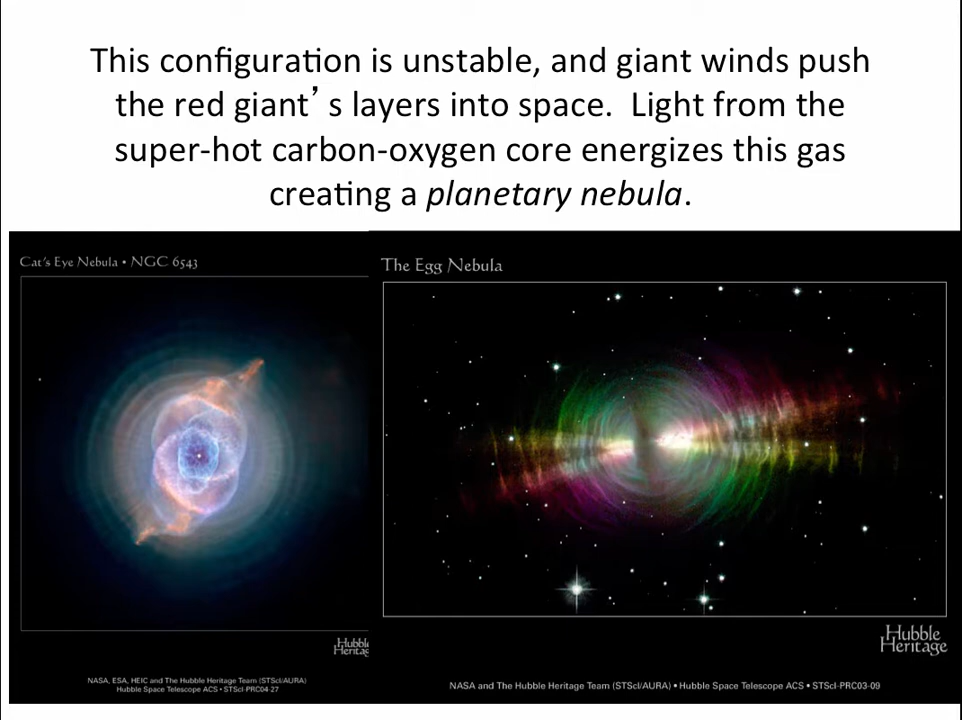 This configuration is unstable, and giant winds push
the red giant’s layers into space.  Light from the
super-hot carbon-oxygen core energizes this gas
creating a planetary nebula.
Cat's Eye Nebula • NGC 6543
The Egg Nebula
Hubble
Heritage
NASA, ESA, HEIC and The Hubble Heritage Team (STScI/AURA)
Hubble Space Telescope ACS • STScI-PRC04-27
Hubble
Heritage
NASA and The Hubble Heritage Team (STScI/AURA) • Hubble Space Telescope ACS • STScI-PRC03-09